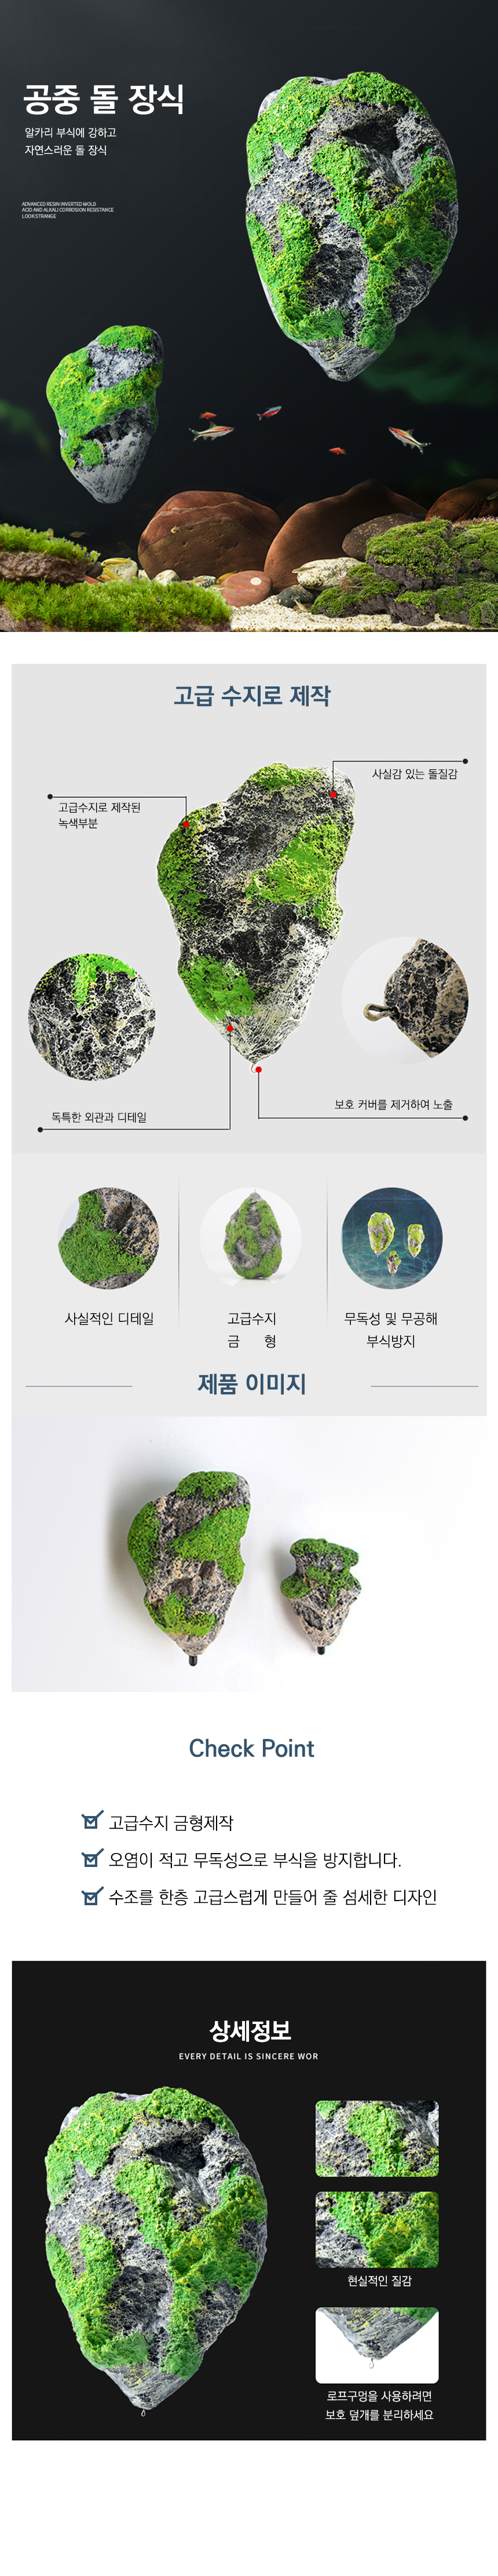 공중 돌 장식
알카리 부식에 강하고
자연스러운 돌 장식
ADVANCED RESIN INVERTED MOLD
ACID AND ALKALI CORROSION RESISTANCE
LOOK STRANGE
고급 수지로 제작
사실감 있는 돌질감
고급수지로 제작된
녹색부분
보호 커버를 제거하여 노출
독특한 외관과 디테일
사실적인 디테일
고급수지
금 형
무독성 및 무공해
부식방지
제품 이미지
Check Point
고급수지 금형제작
오염이 적고 무독성으로 부식을 방지합니다.
수조를 한층 고급스럽게 만들어 줄 섬세한 디자인
상세정보
EVERY DETAIL IS SINCERE WOR
현실적인 질감
로프구멍을 사용하려면
보호 덮개를 분리하세요